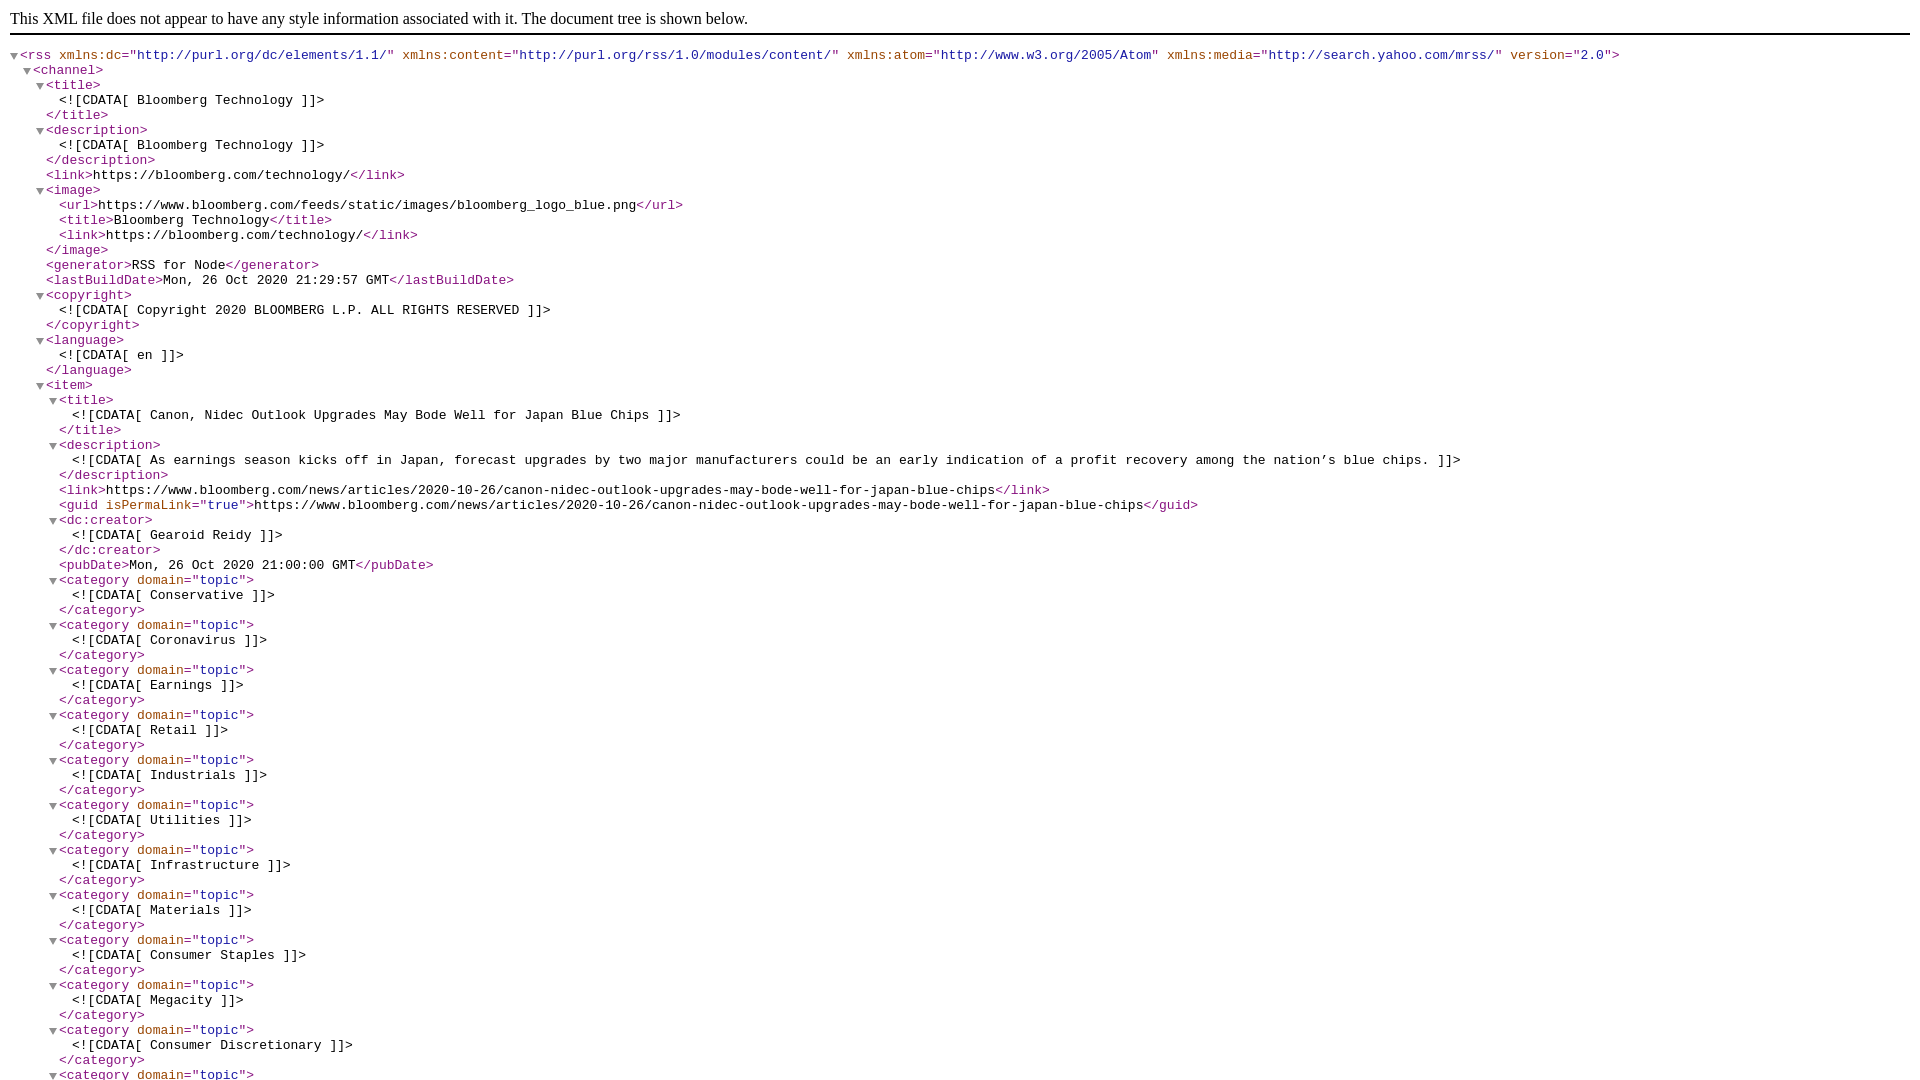 This XML file does not appear to have any style information associated with it. The document tree is shown below.
<rss xmlns:dc="http://purl.org/dc/elements/1.1/" xmlns:content="http://purl.org/rss/1.0/modules/content/" xmlns:atom="http://www.w3.org/2005/Atom" xmlns:media="http://search.yahoo.com/mrss/" version="2.0">
<channel>
<title>
<![CDATA[ Bloomberg Technology ]]>
</title>
<description>
<![CDATA[ Bloomberg Technology ]]>
</description>
<link>https://bloomberg.com/technology/</link>
<image>
<url>https://www.bloomberg.com/feeds/static/images/bloomberg_logo_blue.png</url>
<title>Bloomberg Technology</title>
<link>https://bloomberg.com/technology/</link>
</image>
<generator>RSS for Node</generator>
<lastBuildDate>Mon, 26 Oct 2020 21:29:57 GMT</lastBuildDate>
<copyright>
<![CDATA[ Copyright 2020 BLOOMBERG L.P. ALL RIGHTS RESERVED ]]>
</copyright>
<language>
<![CDATA[ en ]]>
</language>
<item>
<title>
<![CDATA[ Canon, Nidec Outlook Upgrades May Bode Well for Japan Blue Chips ]]>
</title>
<description>
<![CDATA[ As earnings season kicks off in Japan, forecast upgrades by two major manufacturers could be an early indication of a profit recovery among the nation’s blue chips. ]]>
</description>
<link>https://www.bloomberg.com/news/articles/2020-10-26/canon-nidec-outlook-upgrades-may-bode-well-for-japan-blue-chips</link>
<guid isPermaLink="true">https://www.bloomberg.com/news/articles/2020-10-26/canon-nidec-outlook-upgrades-may-bode-well-for-japan-blue-chips</guid>
<dc:creator>
<![CDATA[ Gearoid Reidy ]]>
</dc:creator>
<pubDate>Mon, 26 Oct 2020 21:00:00 GMT</pubDate>
<category domain="topic">
<![CDATA[ Conservative ]]>
</category>
<category domain="topic">
<![CDATA[ Coronavirus ]]>
</category>
<category domain="topic">
<![CDATA[ Earnings ]]>
</category>
<category domain="topic">
<![CDATA[ Retail ]]>
</category>
<category domain="topic">
<![CDATA[ Industrials ]]>
</category>
<category domain="topic">
<![CDATA[ Utilities ]]>
</category>
<category domain="topic">
<![CDATA[ Infrastructure ]]>
</category>
<category domain="topic">
<![CDATA[ Materials ]]>
</category>
<category domain="topic">
<![CDATA[ Consumer Staples ]]>
</category>
<category domain="topic">
<![CDATA[ Megacity ]]>
</category>
<category domain="topic">
<![CDATA[ Consumer Discretionary ]]>
</category>
<category domain="topic">